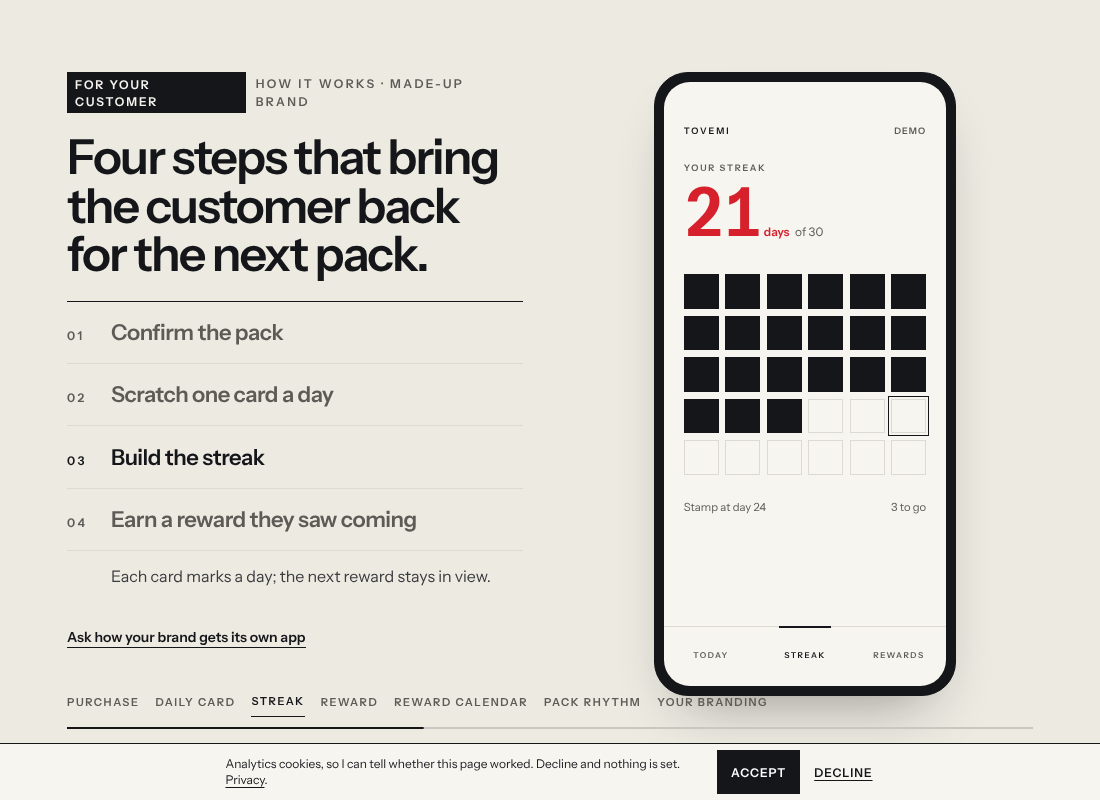 FOR YOUR
CUSTOMER
HOW IT WORKS · MADE-UP
BRAND
Four steps that bring
the customer back
for the next pack.
01 Confirm the pack
02 Scratch one card a day
03 Build the streak
04 Earn a reward they saw coming
Each card marks a day; the next reward stays in view.
Ask how your brand gets its own app
TOVEMI DEMO
YOUR STREAK
21 days of 30
Stamp at day 24 3 to go
TODAY STREAK REWARDS
PURCHASE DAILY CARD STREAK REWARD REWARD CALENDAR PACK RHYTHM YOUR BRANDING
Analytics cookies, so I can tell whether this page worked. Decline and nothing is set.
Privacy.
ACCEPT DECLINE